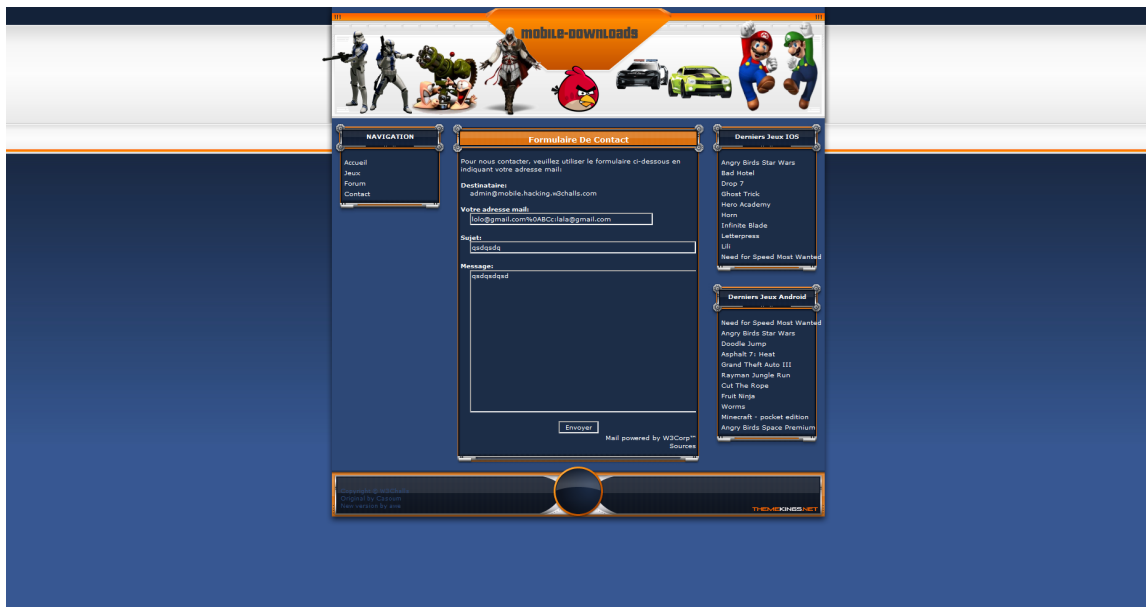 mobile-downloads
NAVIGATION
Accueil
Jeux
Forum
Contact
Formulaire De Contact
Pour nous contacter, veuillez utiliser le formulaire ci-dessous en
indiquant votre adresse mail:
Destinataire:
admin@mobile.hacking.w3challs.com
Votre adresse mail:
lolo@gmail.com%0ABCc:lala@gmail.com
Sujet:
qsdqsdq
Message:
qsdqsdqsd
Envoyer
Mail powered by W3Corp™
Sources
Derniers Jeux IOS
Angry Birds Star Wars
Bad Hotel
Drop 7
Ghost Trick
Hero Academy
Horn
Infinite Blade
Letterpress
Lili
Need for Speed Most Wanted
Derniers Jeux Android
Need for Speed Most Wanted
Angry Birds Star Wars
Doodle Jump
Asphalt 7: Heat
Grand Theft Auto III
Rayman Jungle Run
Cut The Rope
Fruit Ninja
Worms
Minecraft - pocket edition
Angry Birds Space Premium
Copyright © W3Challs
New version by awe
THEMEKINGS.NET